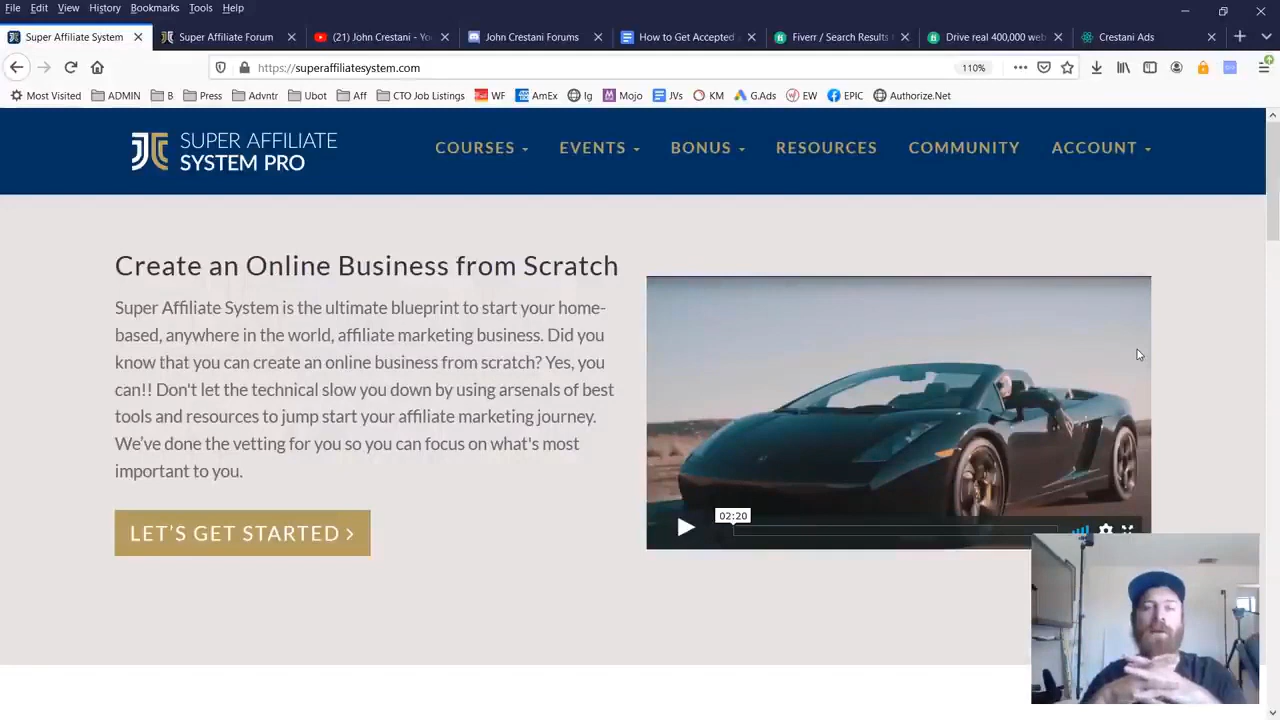 File Edit View History Bookmarks Tools Help
Super Affiliate System
Super Affiliate Forum
(21) John Crestani - Yo
John Crestani Forums
How to Get Accepted
Fiverr / Search Results
Drive real 400,000 web
Crestani Ads
https://superaffiliatesystem.com
110%
Most Visited ADMIN B Press Advntr Ubot Aff CTO Job Listings WF AmEx Ig Mojo JVs KM G.Ads EW EPIC Authorize.Net
SUPER AFFILIATE
SYSTEM PRO
COURSES EVENTS BONUS RESOURCES COMMUNITY ACCOUNT
Create an Online Business from Scratch
Super Affiliate System is the ultimate blueprint to start your home-
based, anywhere in the world, affiliate marketing business. Did you
know that you can create an online business from scratch? Yes, you
can!! Don't let the technical slow you down by using arsenals of best
tools and resources to jump start your affiliate marketing journey.
We've done the vetting for you so you can focus on what's most
important to you.
LET'S GET STARTED >
02:20